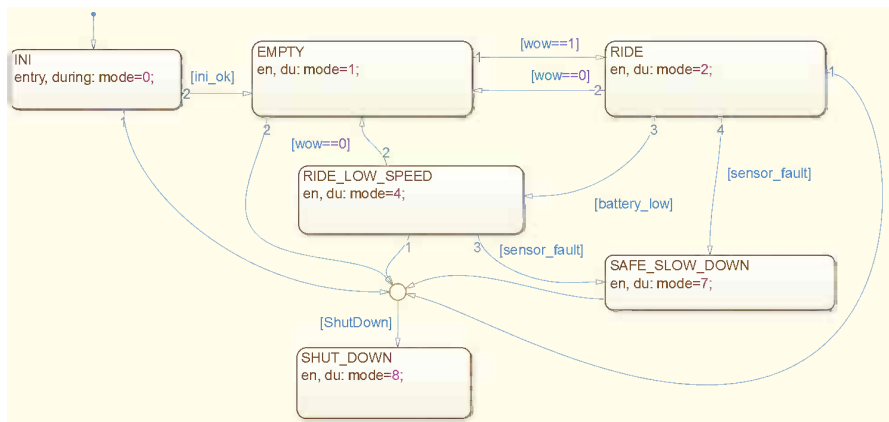 INI
entry, during: mode=0;
[ini_ok]
1
2
EMPTY
en, du: mode=1;
1
2
[wow==1]
[wow==0]
RIDE
en, du: mode=2;
1
2
3
4
[wow==0]
2
RIDE_LOW_SPEED
en, du: mode=4;
1
3
[battery_low]
[sensor_fault]
[sensor_fault]
SAFE_SLOW_DOWN
en, du: mode=7;
[ShutDown]
SHUT_DOWN
en, du: mode=8;